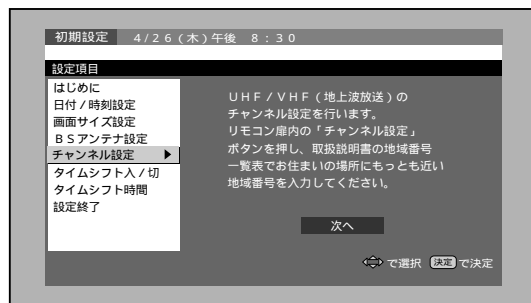 初期設定 4/26(木)午後 8:30
設定項目
はじめに
日付/時刻設定
画面サイズ設定
BSアンテナ設定
チャンネル設定 ▶
タイムシフト入/切
タイムシフト時間
設定終了
UHF/VHF(地上波放送)の
チャンネル設定を行います。
リモコン扉内の「チャンネル設定」
ボタンを押し、取扱説明書の地域番号
一覧表でお住まいの場所にもっとも近い
地域番号を入力してください。
次へ
で選択 決定 で決定